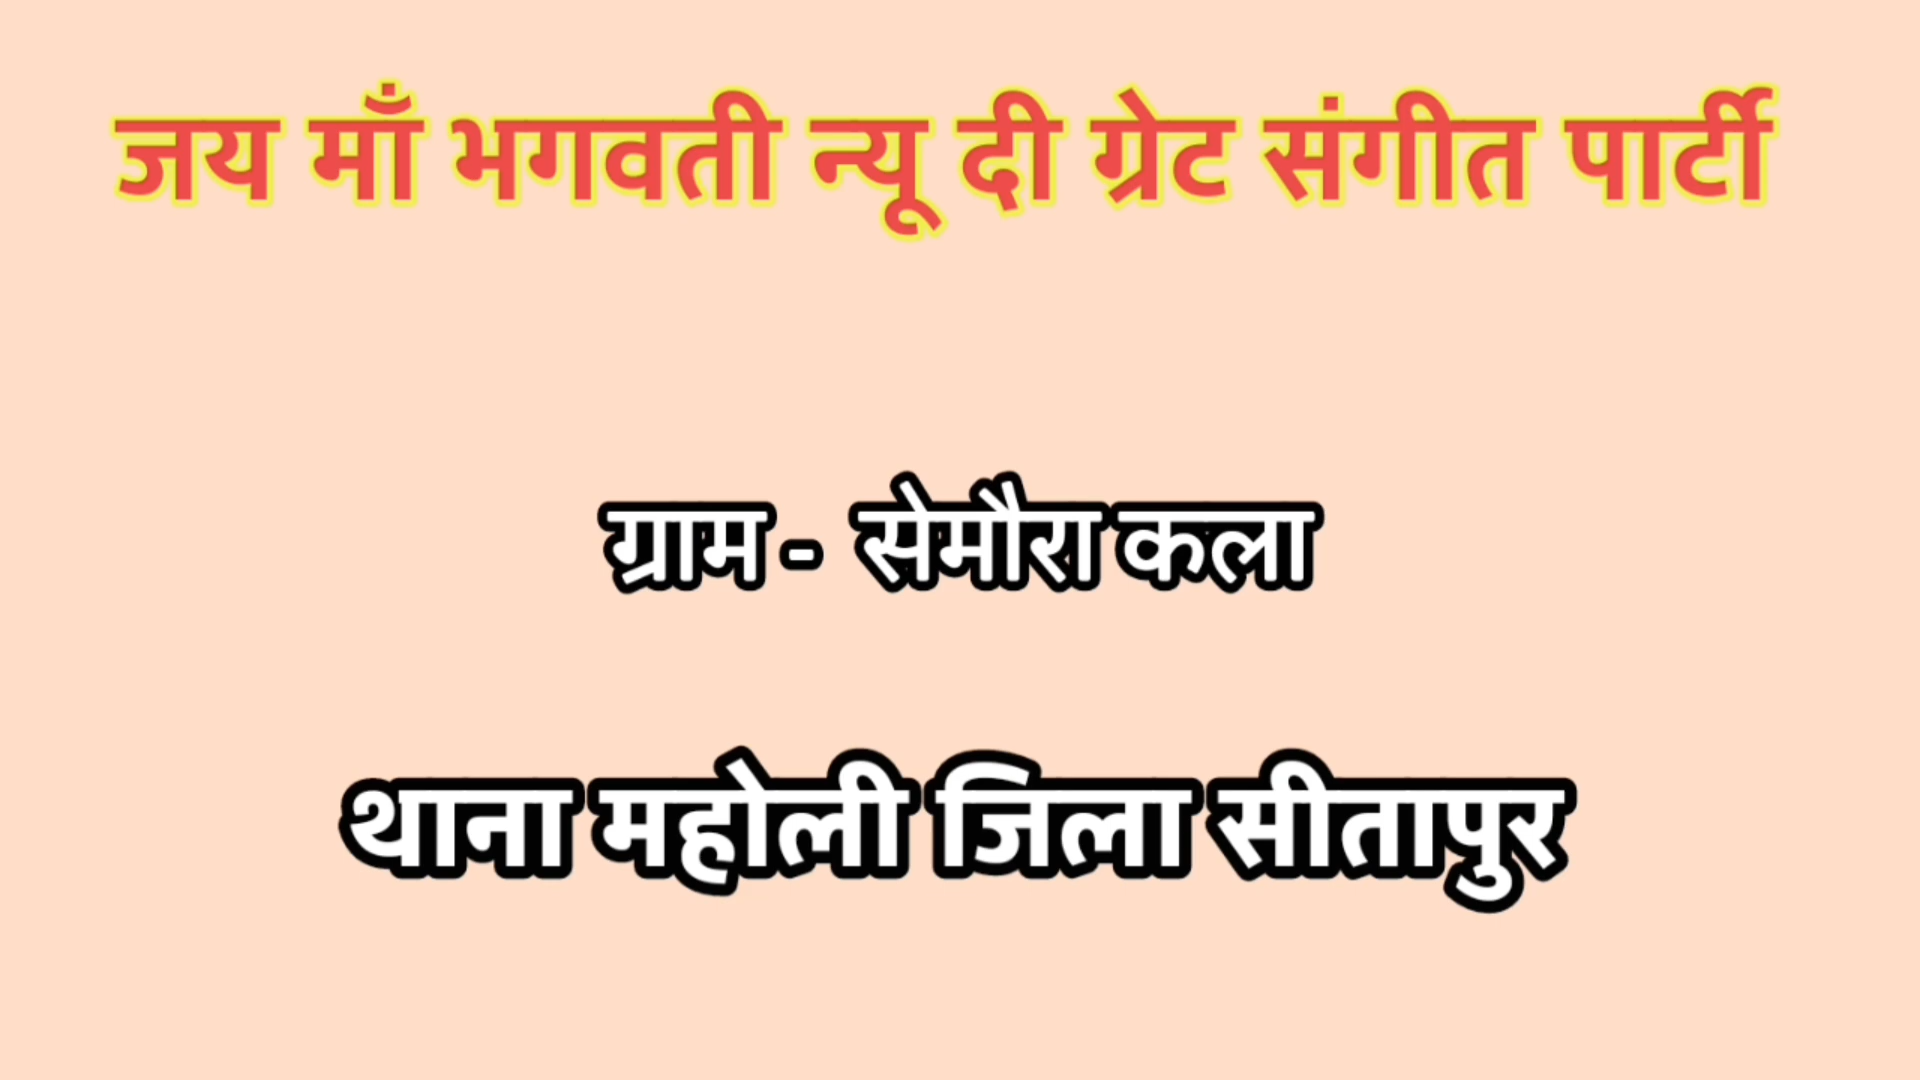 जय माँ भगवती न्यू दी ग्रेट संगीत पार्टी
ग्राम - सेमौरा कला
थाना महोली जिला सीतापुर